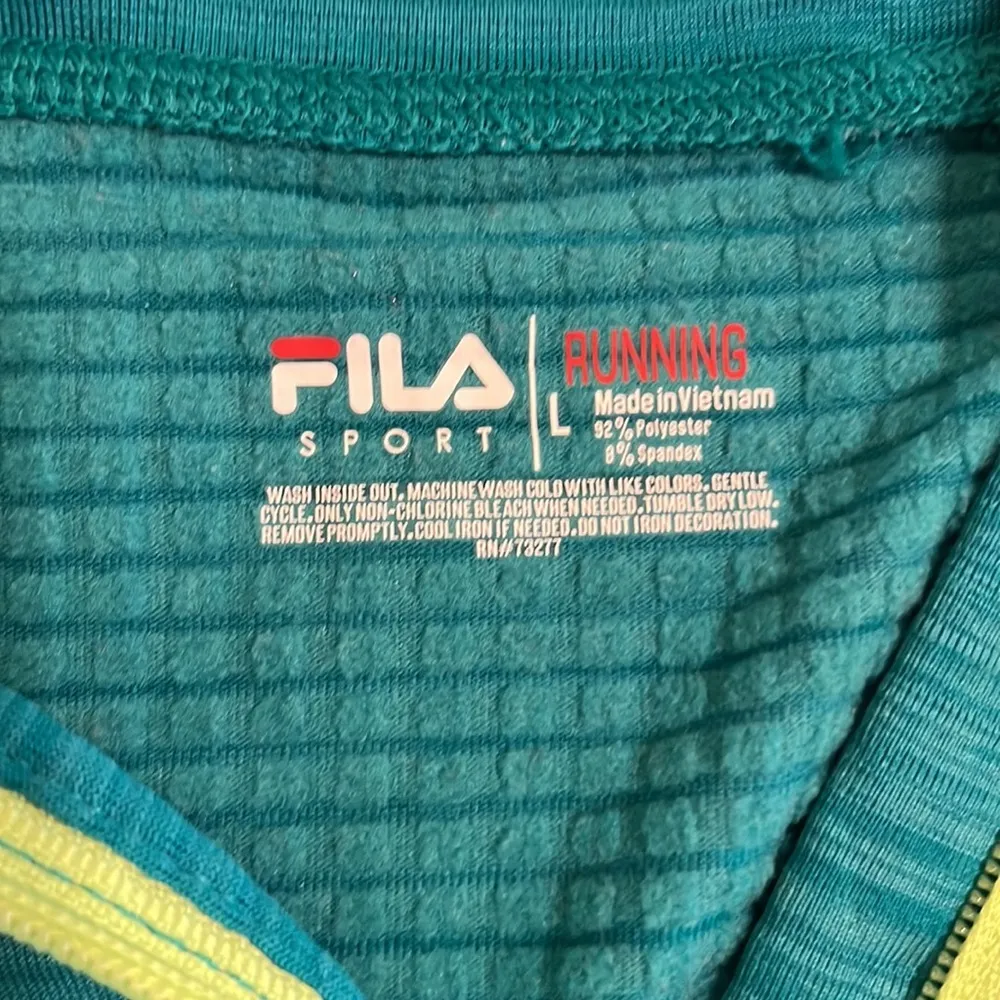 FILA
SPORT
RUNNING
L
Made in Vietnam
92% Polyester
8% Spandex
WASH INSIDE OUT. MACHINE WASH COLD WITH LIKE COLORS. GENTLE
CYCLE. ONLY NON-CHLORINE BLEACH WHEN NEEDED. TUMBLE DRY LOW.
REMOVE PROMPTLY. COOL IRON IF NEEDED. DO NOT IRON DECORATION.
RN#73277